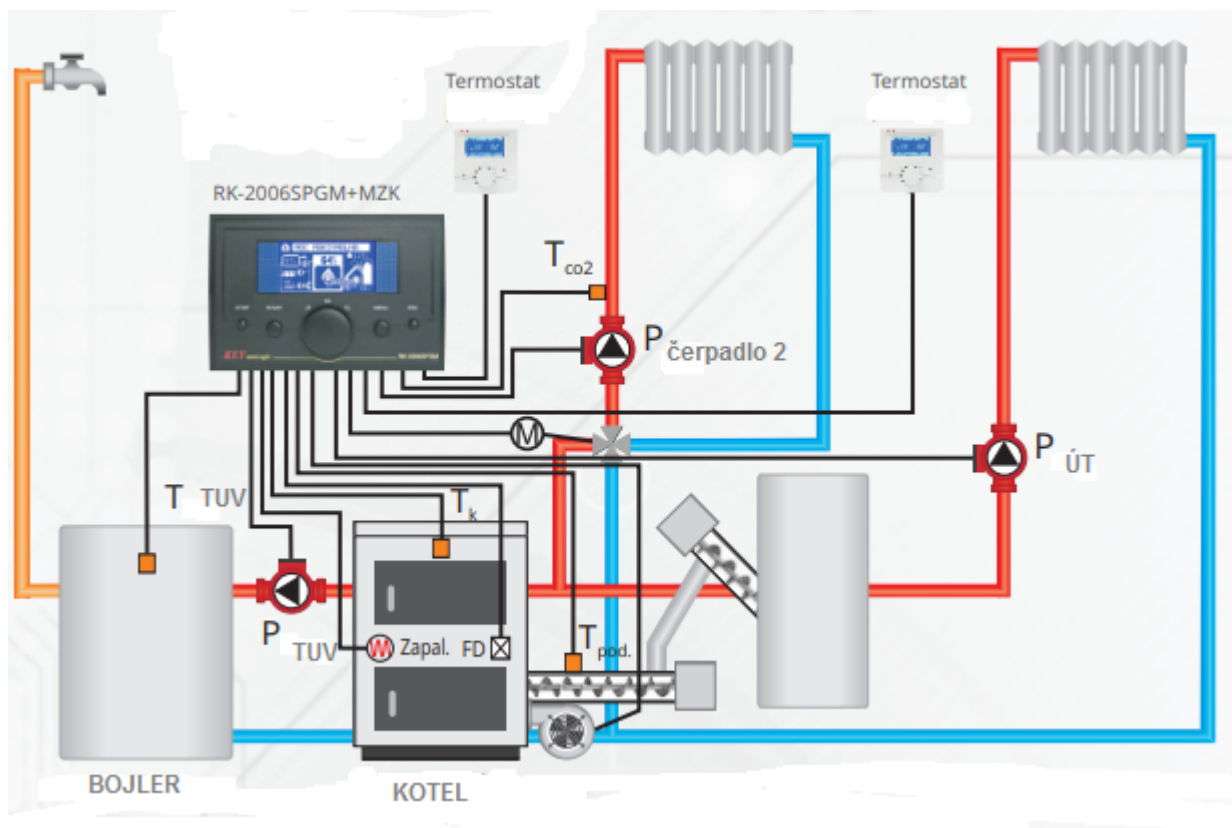 Termostat
Termostat
RK-2006SPGM+MZK
T co2
P čerpadlo 2
M
P ÚT
T TUV
T k
P TUV
Zapal. FD
T pod.
BOJLER
KOTEL